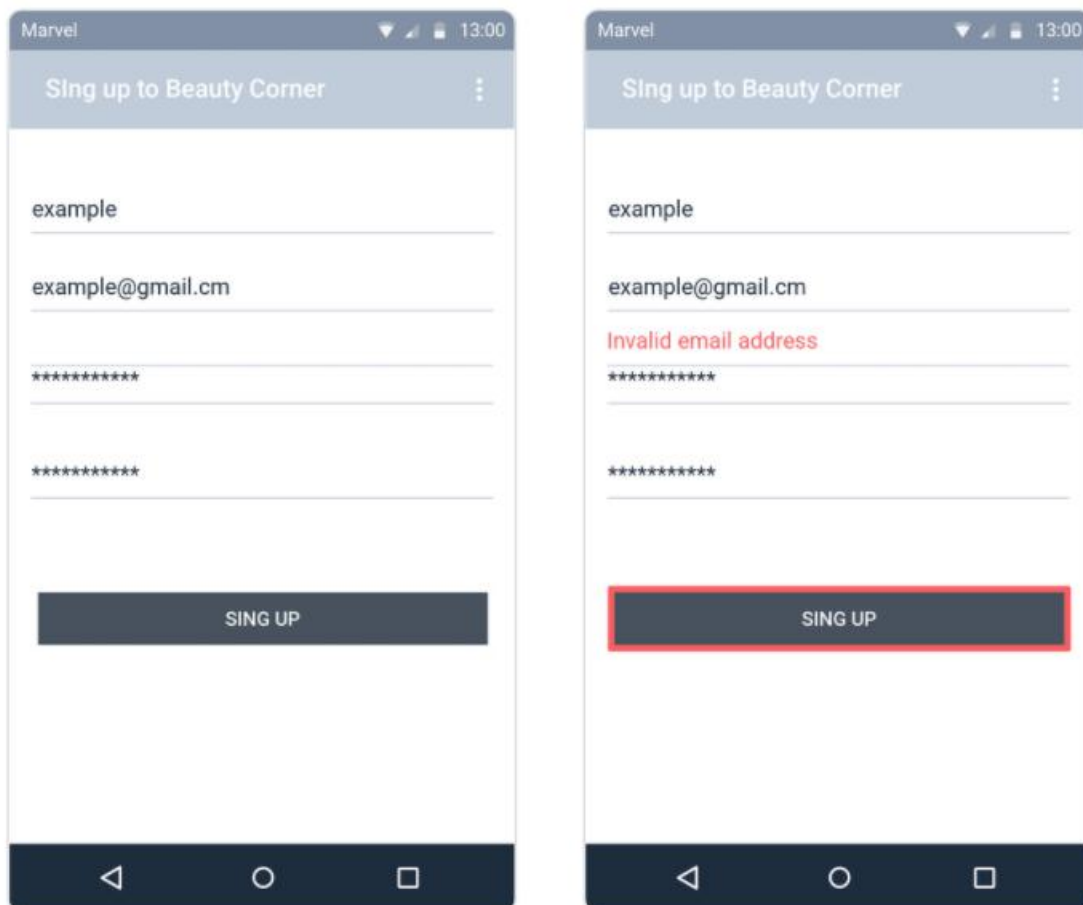 Marvel 13:00
SIng up to Beauty Corner
example
example@gmail.cm
***********
***********
SING UP
Marvel 13:00
SIng up to Beauty Corner
example
example@gmail.cm
Invalid email address
***********
***********
SING UP